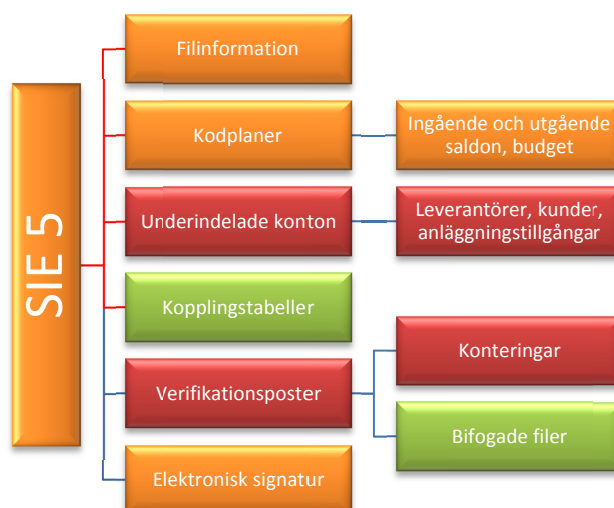 SIE 5
Filinformation
Kodplaner
Ingående och utgående
saldon, budget
Underindelade konton
Leverantörer, kunder,
anläggningstillgångar
Kopplingstabeller
Verifikationsposter
Konteringar
Bifogade filer
Elektronisk signatur